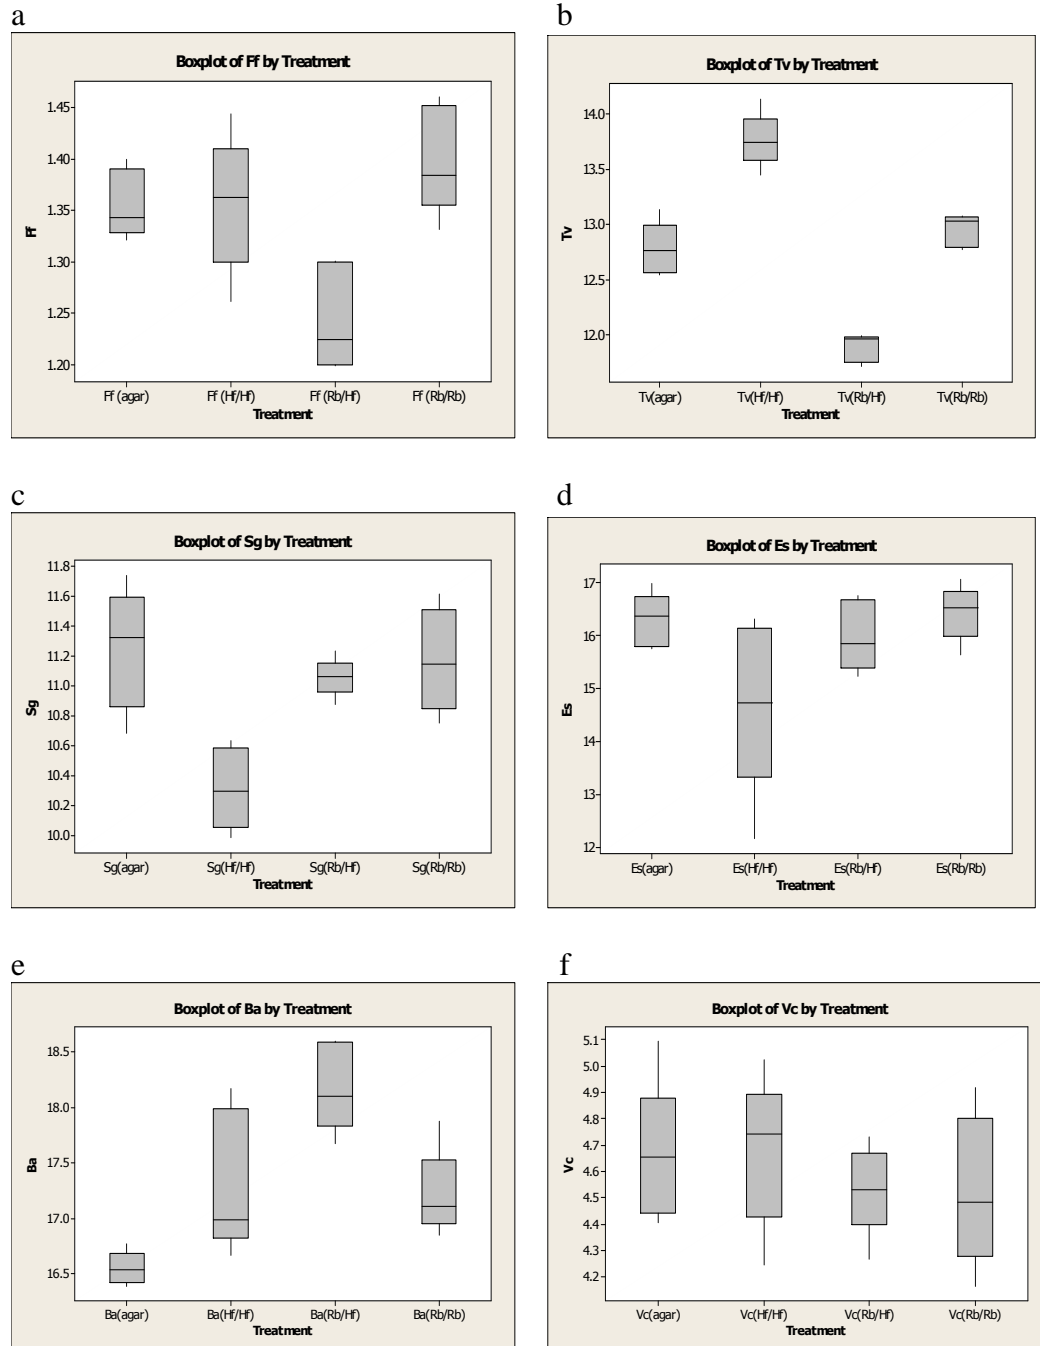 a
Boxplot of Ff by Treatment
1.45
1.40
1.35
1.30
1.25
1.20
Ff
Ff (agar) Ff (Hf/Hf) Ff (Rb/Hf) Ff (Rb/Rb)
Treatment
b
Boxplot of Tv by Treatment
14.0
13.5
13.0
12.5
12.0
Tv
Tv(agar) Tv(Hf/Hf) Tv(Rb/Hf) Tv(Rb/Rb)
Treatment
c
Boxplot of Sg by Treatment
11.8
11.6
11.4
11.2
11.0
10.8
10.6
10.4
10.2
10.0
Sg
Sg(agar) Sg(Hf/Hf) Sg(Rb/Hf) Sg(Rb/Rb)
Treatment
d
Boxplot of Es by Treatment
17
16
15
14
13
12
Es
Es(agar) Es(Hf/Hf) Es(Rb/Hf) Es(Rb/Rb)
Treatment
e
Boxplot of Ba by Treatment
18.5
18.0
17.5
17.0
16.5
Ba
Ba(agar) Ba(Hf/Hf) Ba(Rb/Hf) Ba(Rb/Rb)
Treatment
f
Boxplot of Vc by Treatment
5.1
5.0
4.9
4.8
4.7
4.6
4.5
4.4
4.3
4.2
Vc
Vc(agar) Vc(Hf/Hf) Vc(Rb/Hf) Vc(Rb/Rb)
Treatment